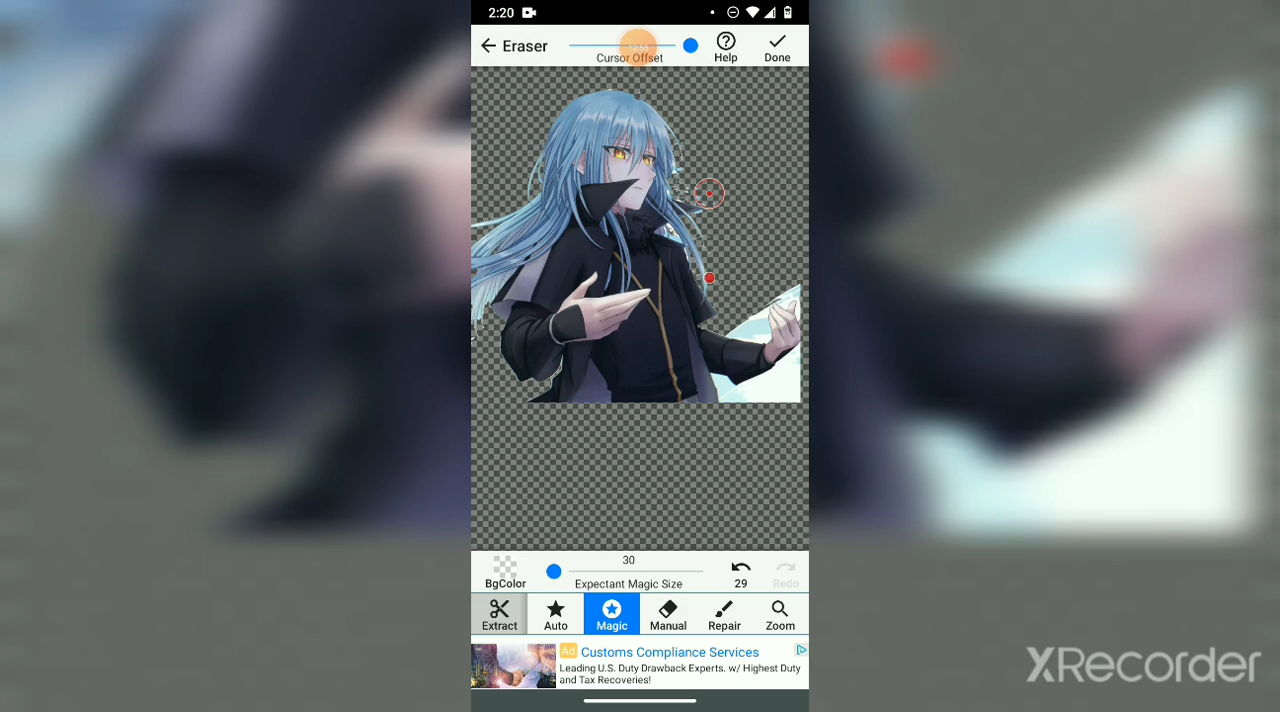 2:20
Eraser
Cursor Offset
Help
Done
30
BgColor
Expectant Magic Size
29
Redo
Extract
Auto
Magic
Manual
Repair
Zoom
Ad Customs Compliance Services
Leading U.S. Duty Drawback Experts. w/ Highest Duty
and Tax Recoveries!
XRecorder